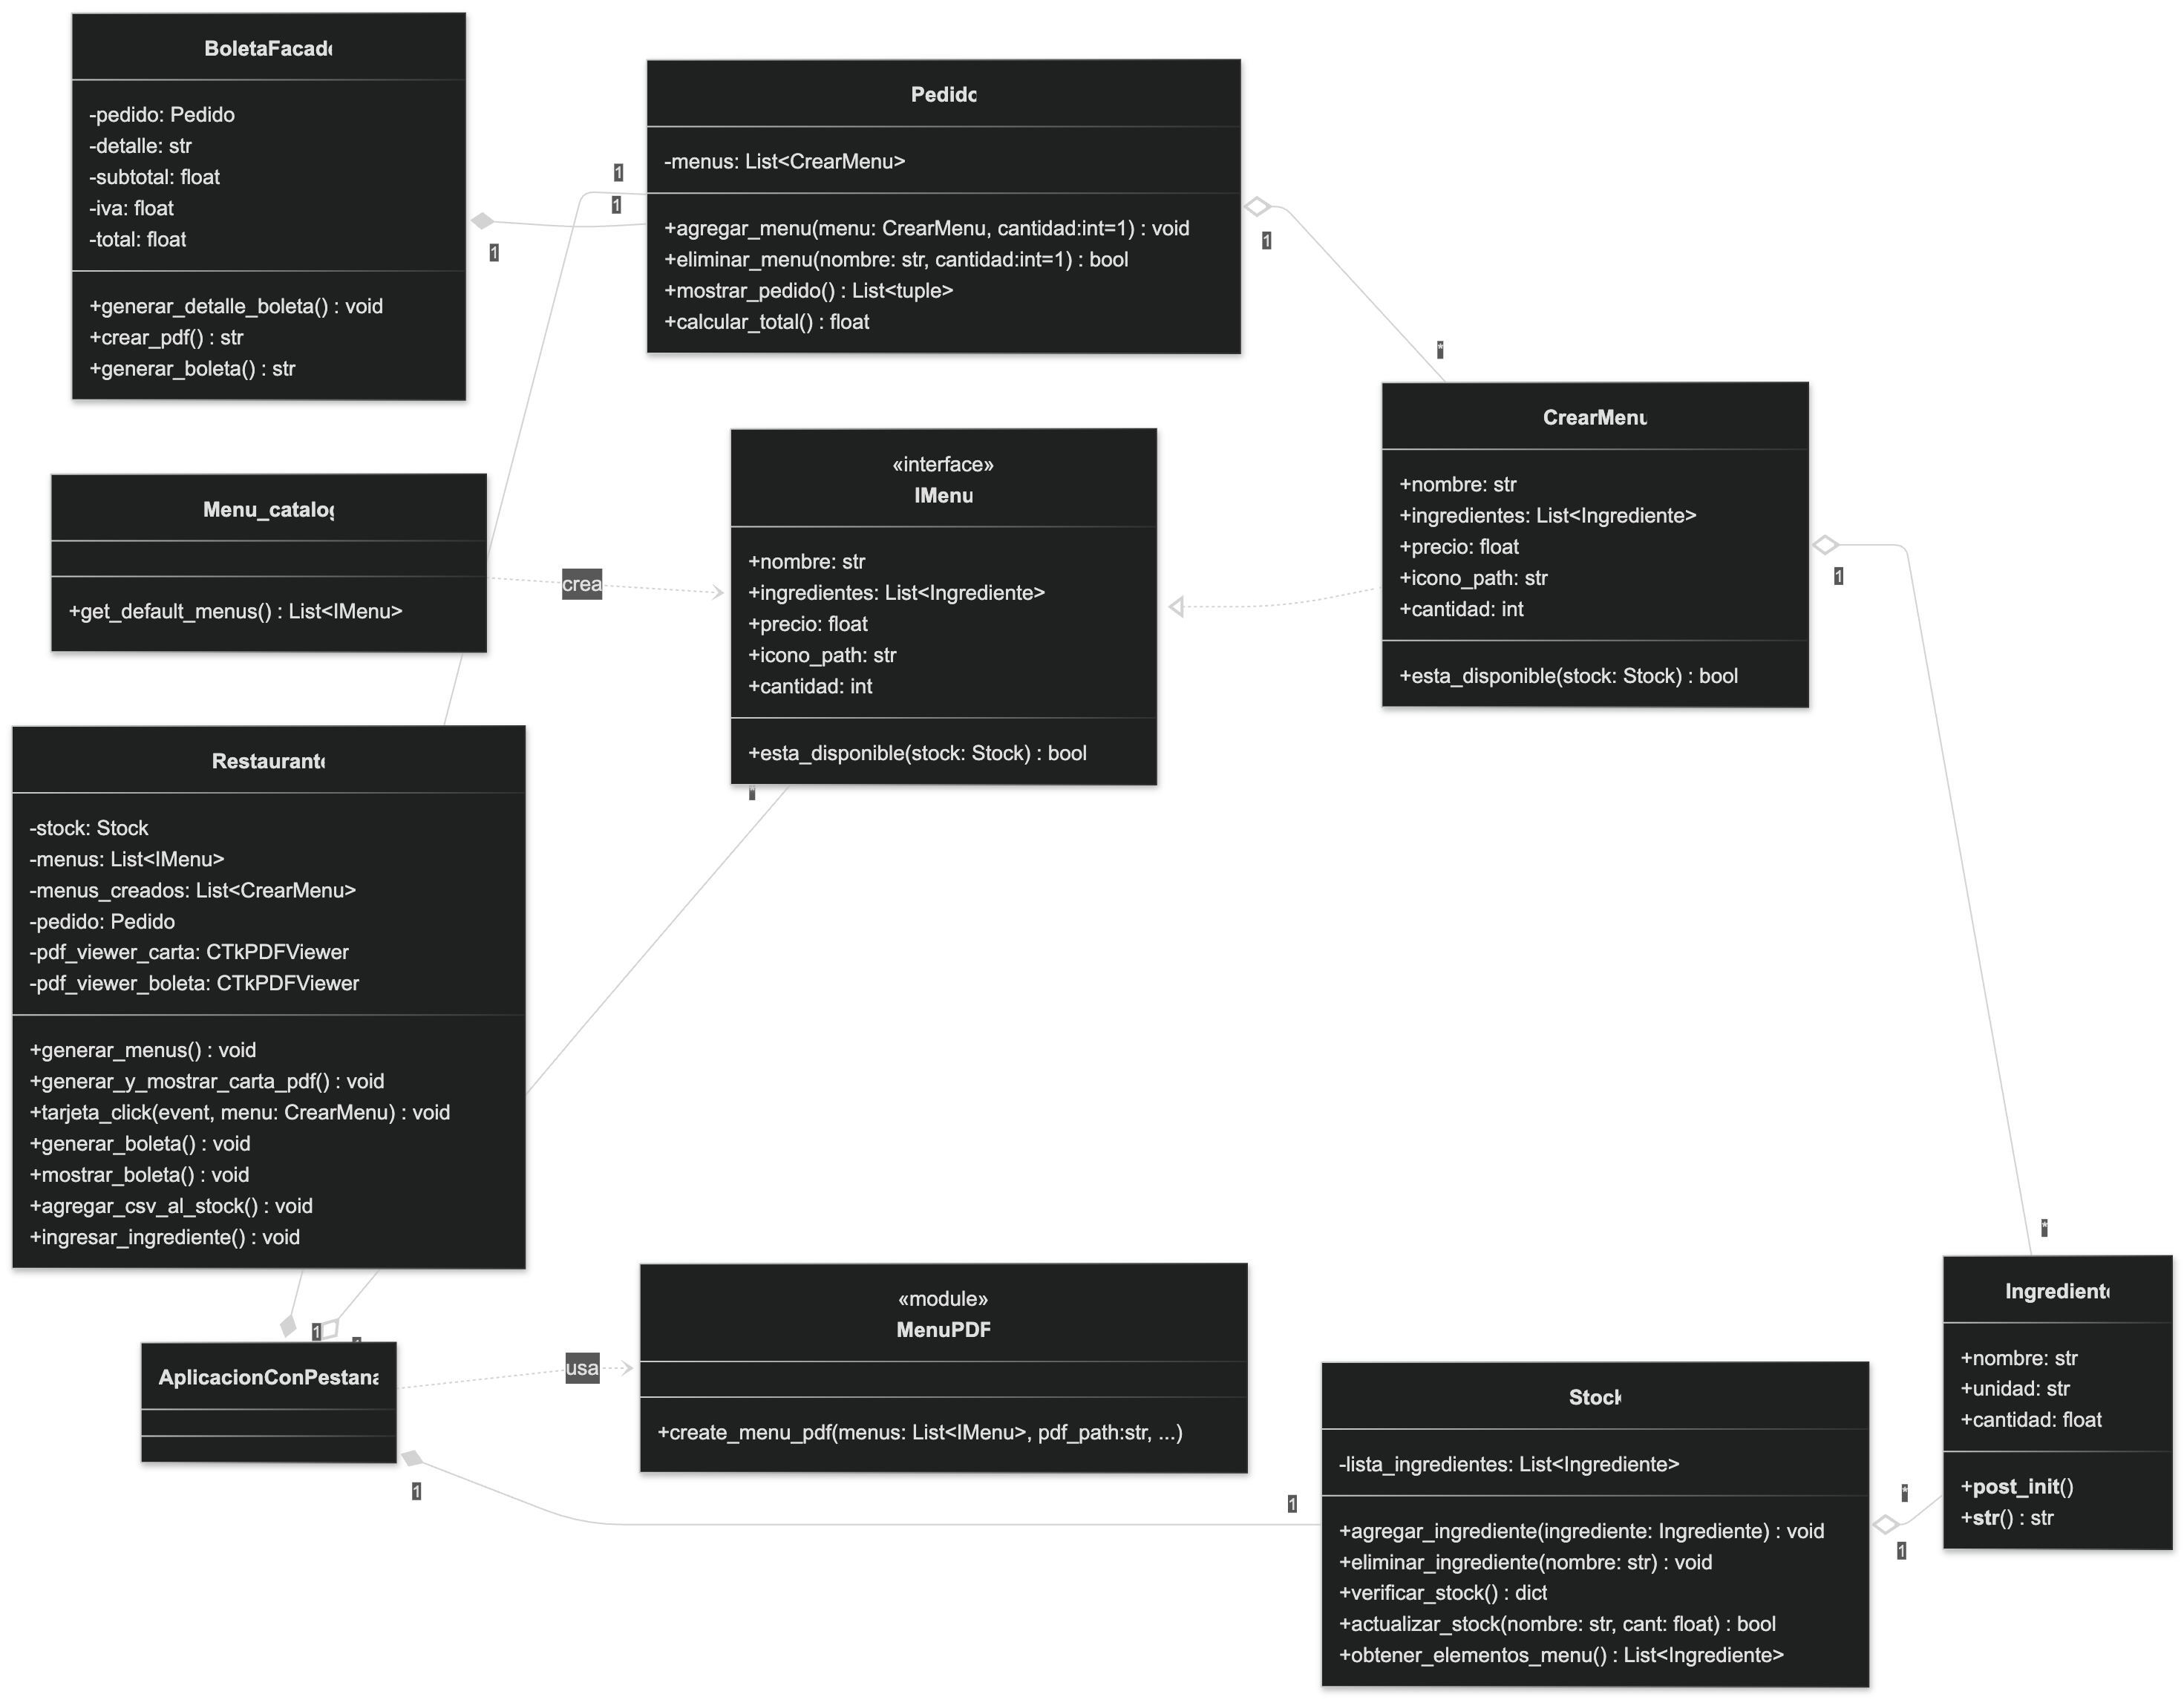 BoletaFacade
-pedido: Pedido
-detalle: str
-subtotal: float
-iva: float
-total: float
+generar_detalle_boleta() : void
+crear_pdf() : str
+generar_boleta() : str
1
1
1
Pedido
-menus: List<CrearMenu>
+agregar_menu(menu: CrearMenu, cantidad:int=1) : void
+eliminar_menu(nombre: str, cantidad:int=1) : bool
+mostrar_pedido() : List<tuple>
+calcular_total() : float
1
*
CrearMenu
+nombre: str
+ingredientes: List<Ingrediente>
+precio: float
+icono_path: str
+cantidad: int
+esta_disponible(stock: Stock) : bool
1
Menu_catalog
+get_default_menus() : List<IMenu>
crea
«interface»
IMenu
+nombre: str
+ingredientes: List<Ingrediente>
+precio: float
+icono_path: str
+cantidad: int
+esta_disponible(stock: Stock) : bool
*
Restaurante
-stock: Stock
-menus: List<IMenu>
-menus_creados: List<CrearMenu>
-pedido: Pedido
-pdf_viewer_carta: CTkPDFViewer
-pdf_viewer_boleta: CTkPDFViewer
+generar_menus() : void
+generar_y_mostrar_carta_pdf() : void
+tarjeta_click(event, menu: CrearMenu) : void
+generar_boleta() : void
+mostrar_boleta() : void
+agregar_csv_al_stock() : void
+ingresar_ingrediente() : void
1
AplicacionConPestana
usa
1
«module»
MenuPDF
+create_menu_pdf(menus: List<IMenu>, pdf_path:str, ...)
1
Stock
-lista_ingredientes: List<Ingrediente>
+agregar_ingrediente(ingrediente: Ingrediente) : void
+eliminar_ingrediente(nombre: str) : void
+verificar_stock() : dict
+actualizar_stock(nombre: str, cant: float) : bool
+obtener_elementos_menu() : List<Ingrediente>
1
*
*
Ingrediente
+nombre: str
+unidad: str
+cantidad: float
+post_init()
+str() : str